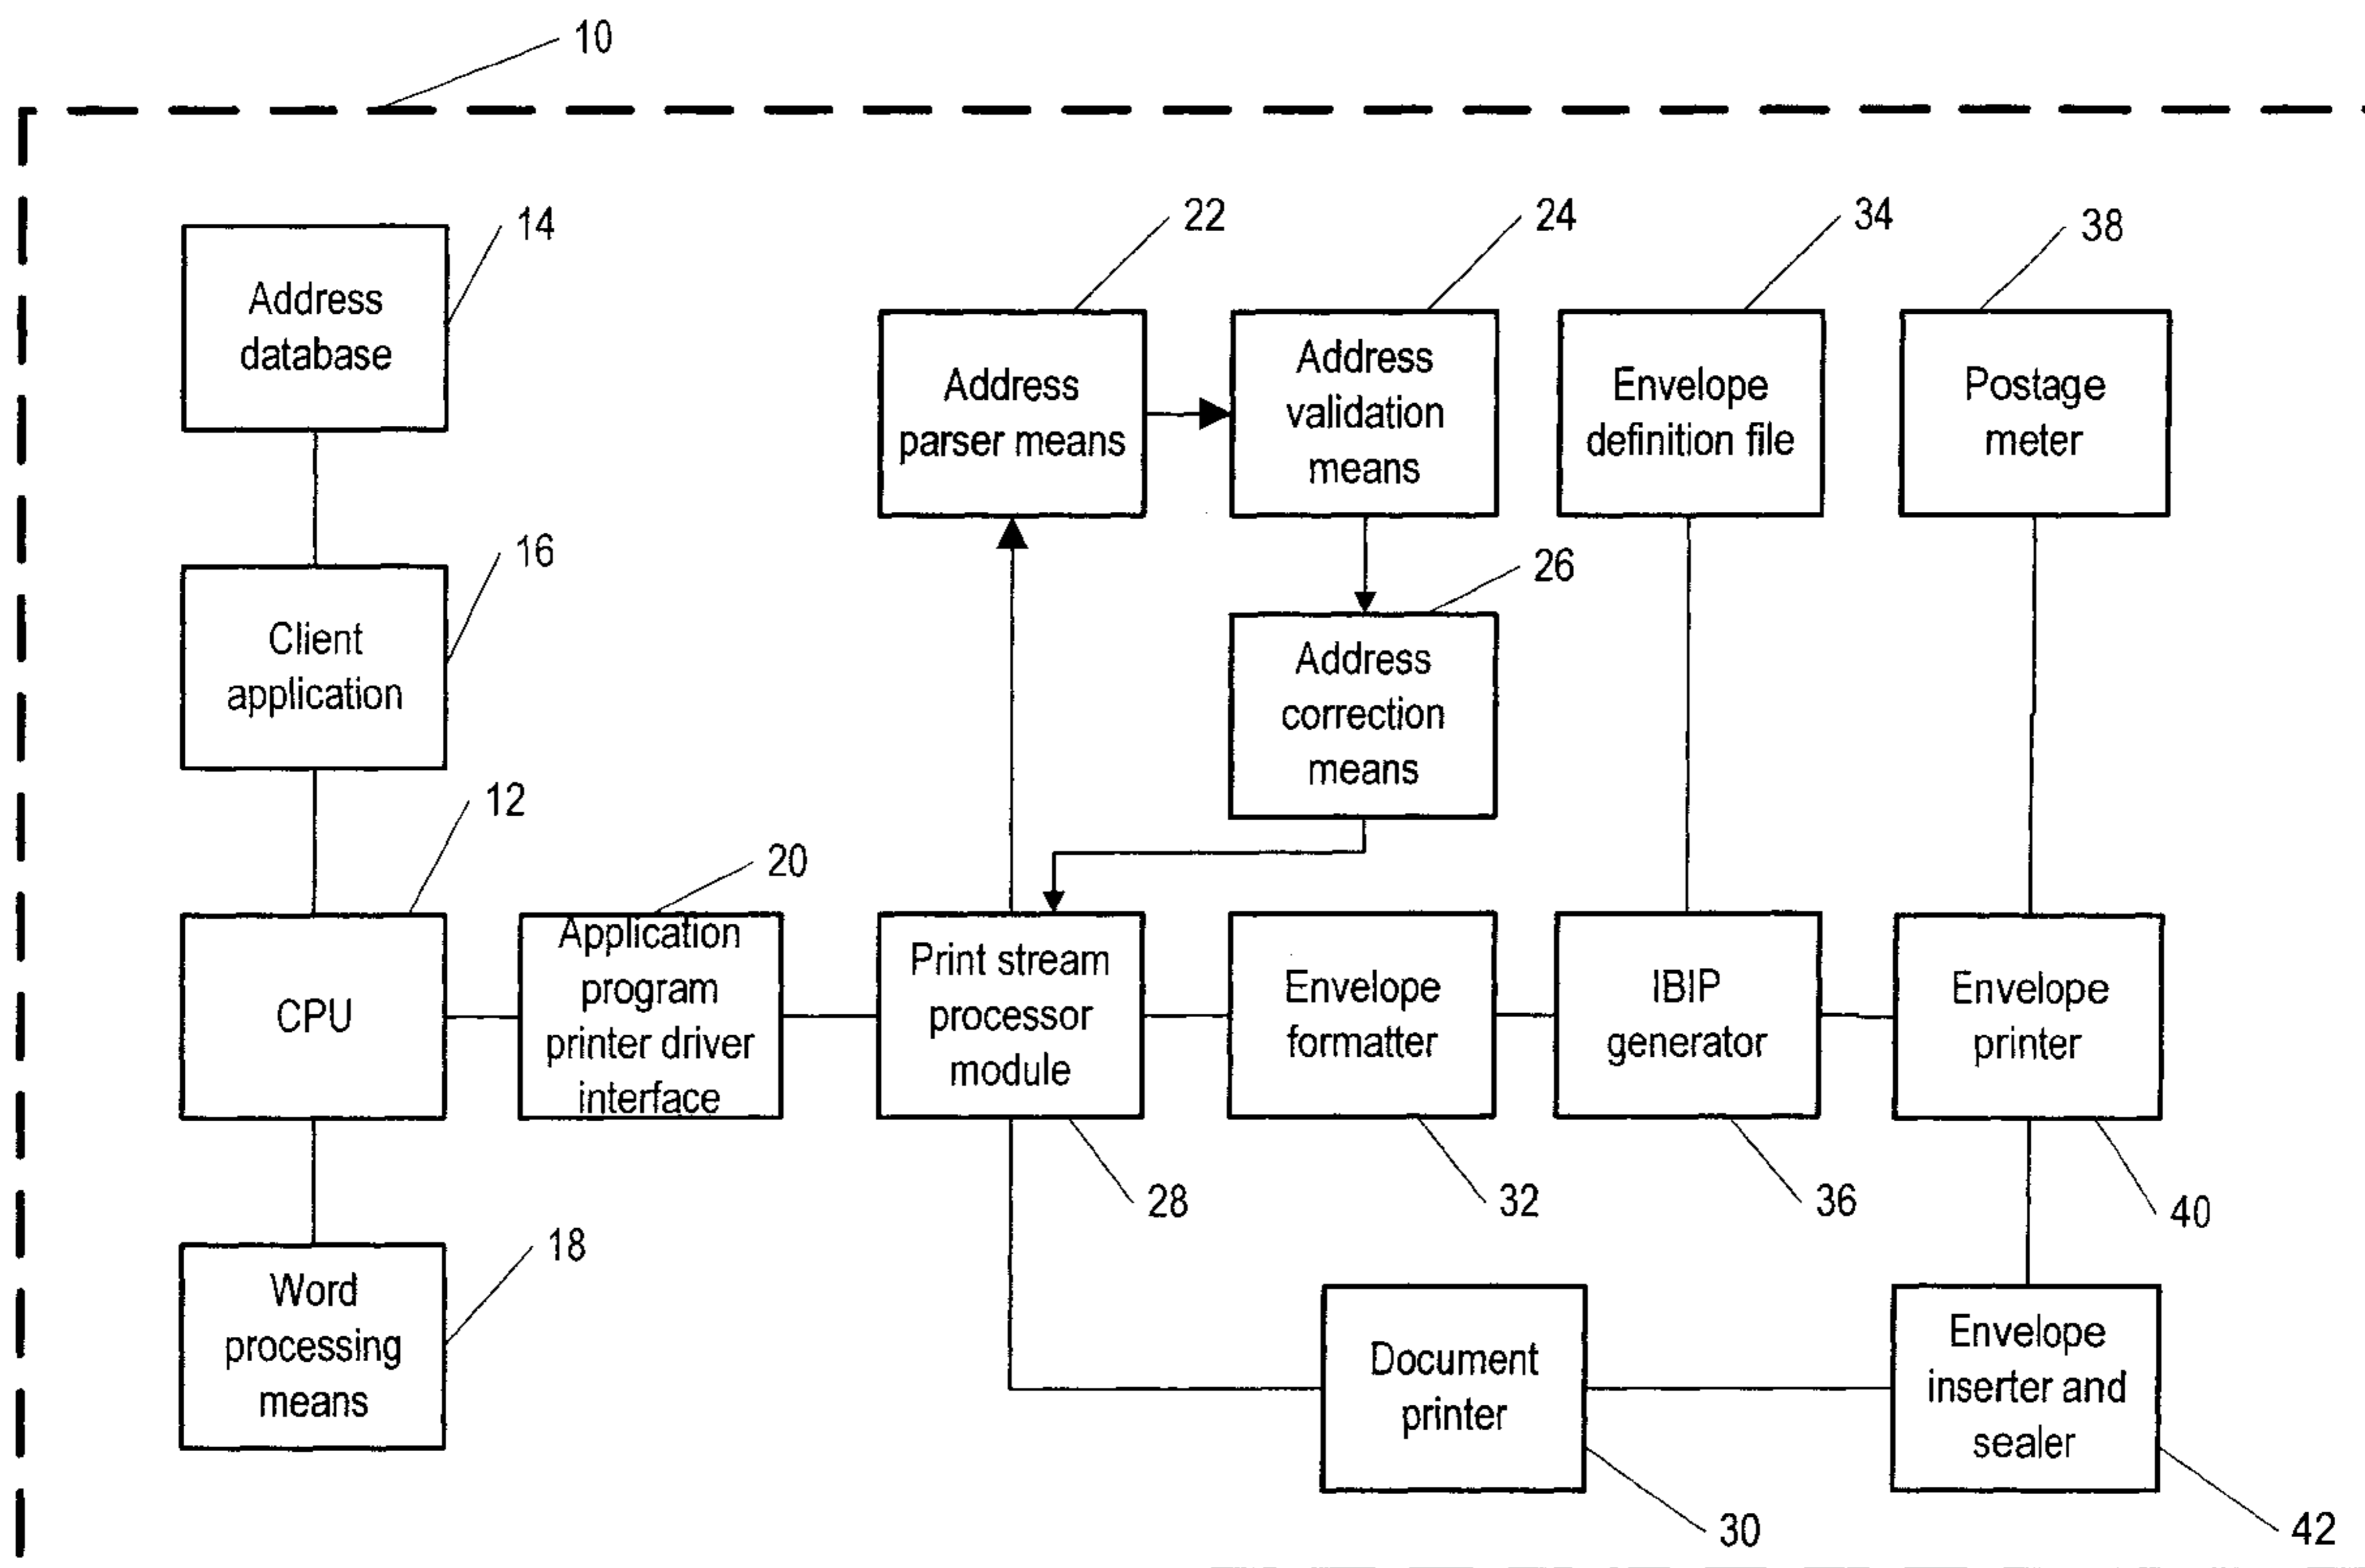 10
14
Address
database
22
24
34
38
Address
parser means
Address
validation
means
Envelope
definition file
Postage
meter
16
Client
application
26
Address
correction
means
12
20
CPU
Application
program
printer driver
interface
Print stream
processor
module
Envelope
formatter
IBIP
generator
Envelope
printer
28
32
36
40
18
Word
processing
means
Document
printer
Envelope
inserter and
sealer
30
42